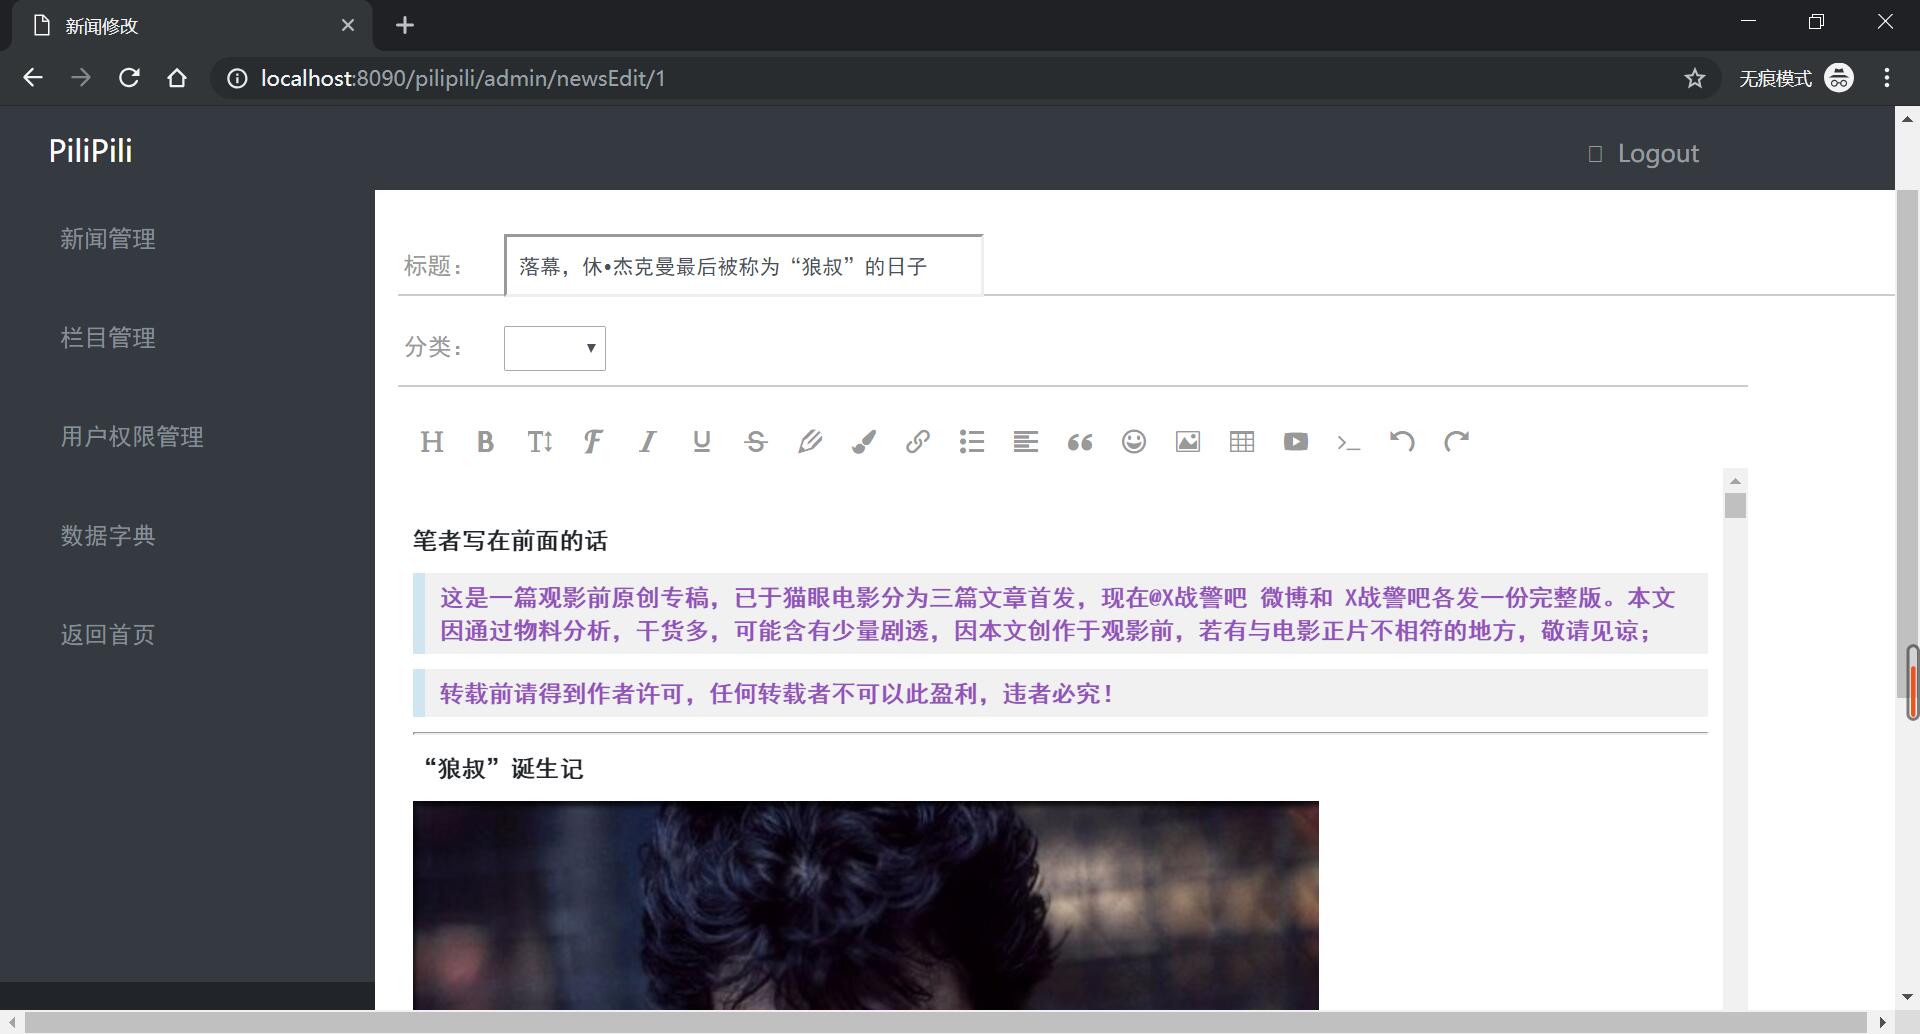 新闻修改
localhost:8090/pilipili/admin/newsEdit/1
无痕模式
PiliPili
Logout
新闻管理
栏目管理
用户权限管理
数据字典
返回首页
标题：
落幕，休•杰克曼最后被称为“狼叔”的日子
分类：
笔者写在前面的话
这是一篇观影前原创专稿，已于猫眼电影分为三篇文章首发，现在@X战警吧 微博和 X战警吧各发一份完整版。本文
因通过物料分析，干货多，可能含有少量剧透，因本文创作于观影前，若有与电影正片不相符的地方，敬请见谅；
转载前请得到作者许可，任何转载者不可以此盈利，违者必究！
“狼叔”诞生记